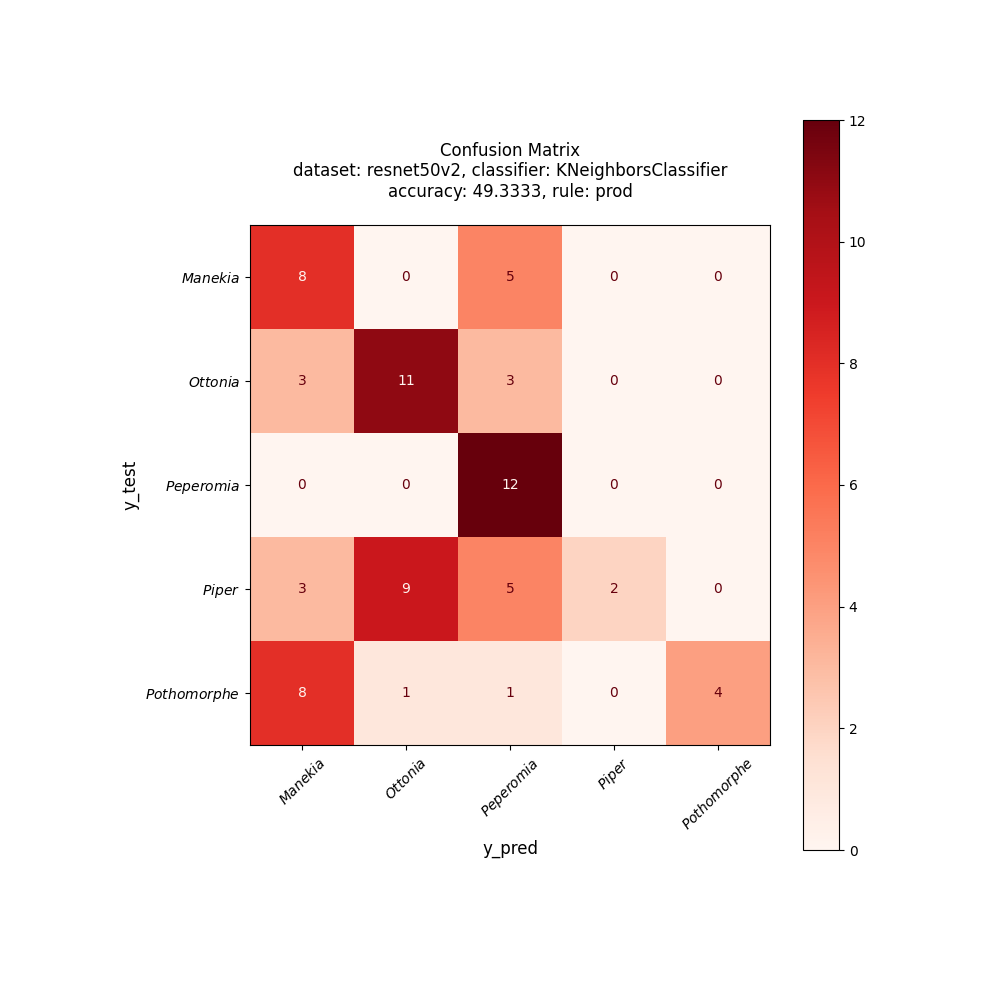 Confusion Matrix
dataset: resnet50v2, classifier: KNeighborsClassifier
accuracy: 49.3333, rule: prod
Manekia 8 0 5 0 0
Ottonia 3 11 3 0 0
Peperomia 0 0 12 0 0
Piper 3 9 5 2 0
Pothomorphe 8 1 1 0 4
Manekia Ottonia Peperomia Piper Pothomorphe
y_test
y_pred
12
10
8
6
4
2
0